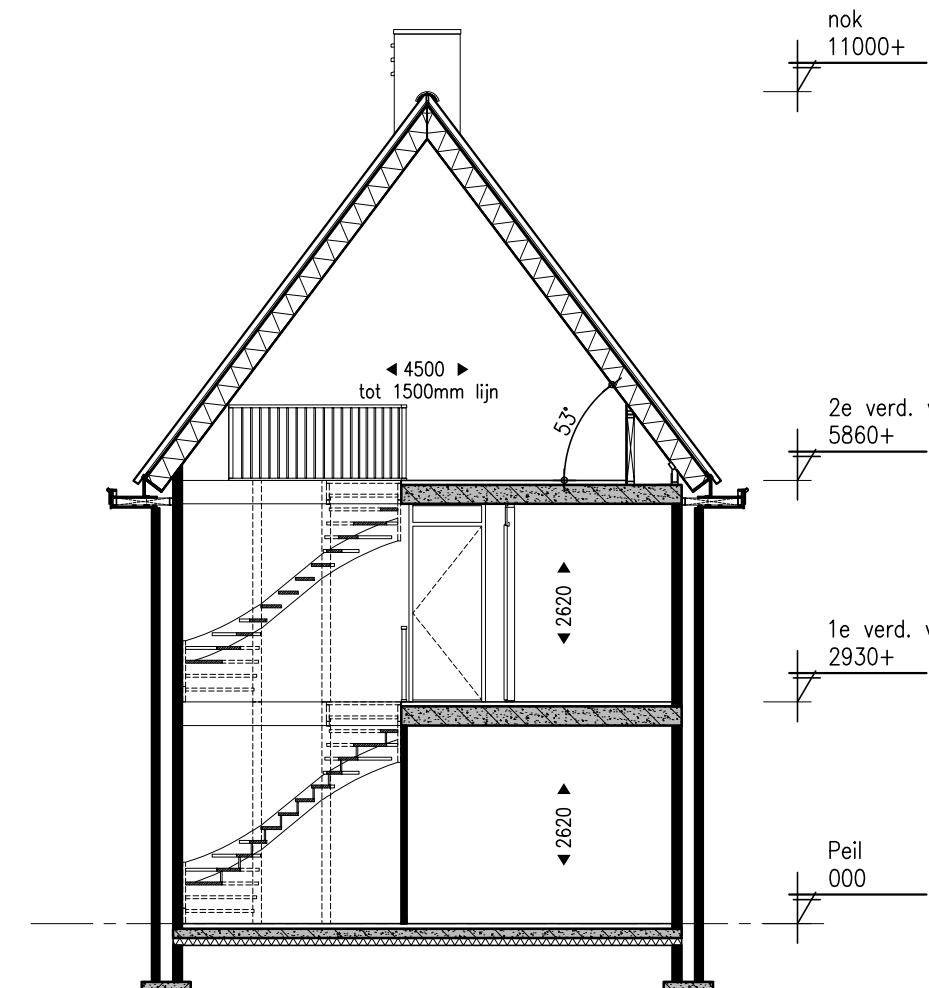 nok
11000+
◄ 4500 ►
tot 1500mm lijn
53°
2e verd. v
5860+
◄ 2620 ►
1e verd. v
2930+
◄ 2620 ►
Peil
000